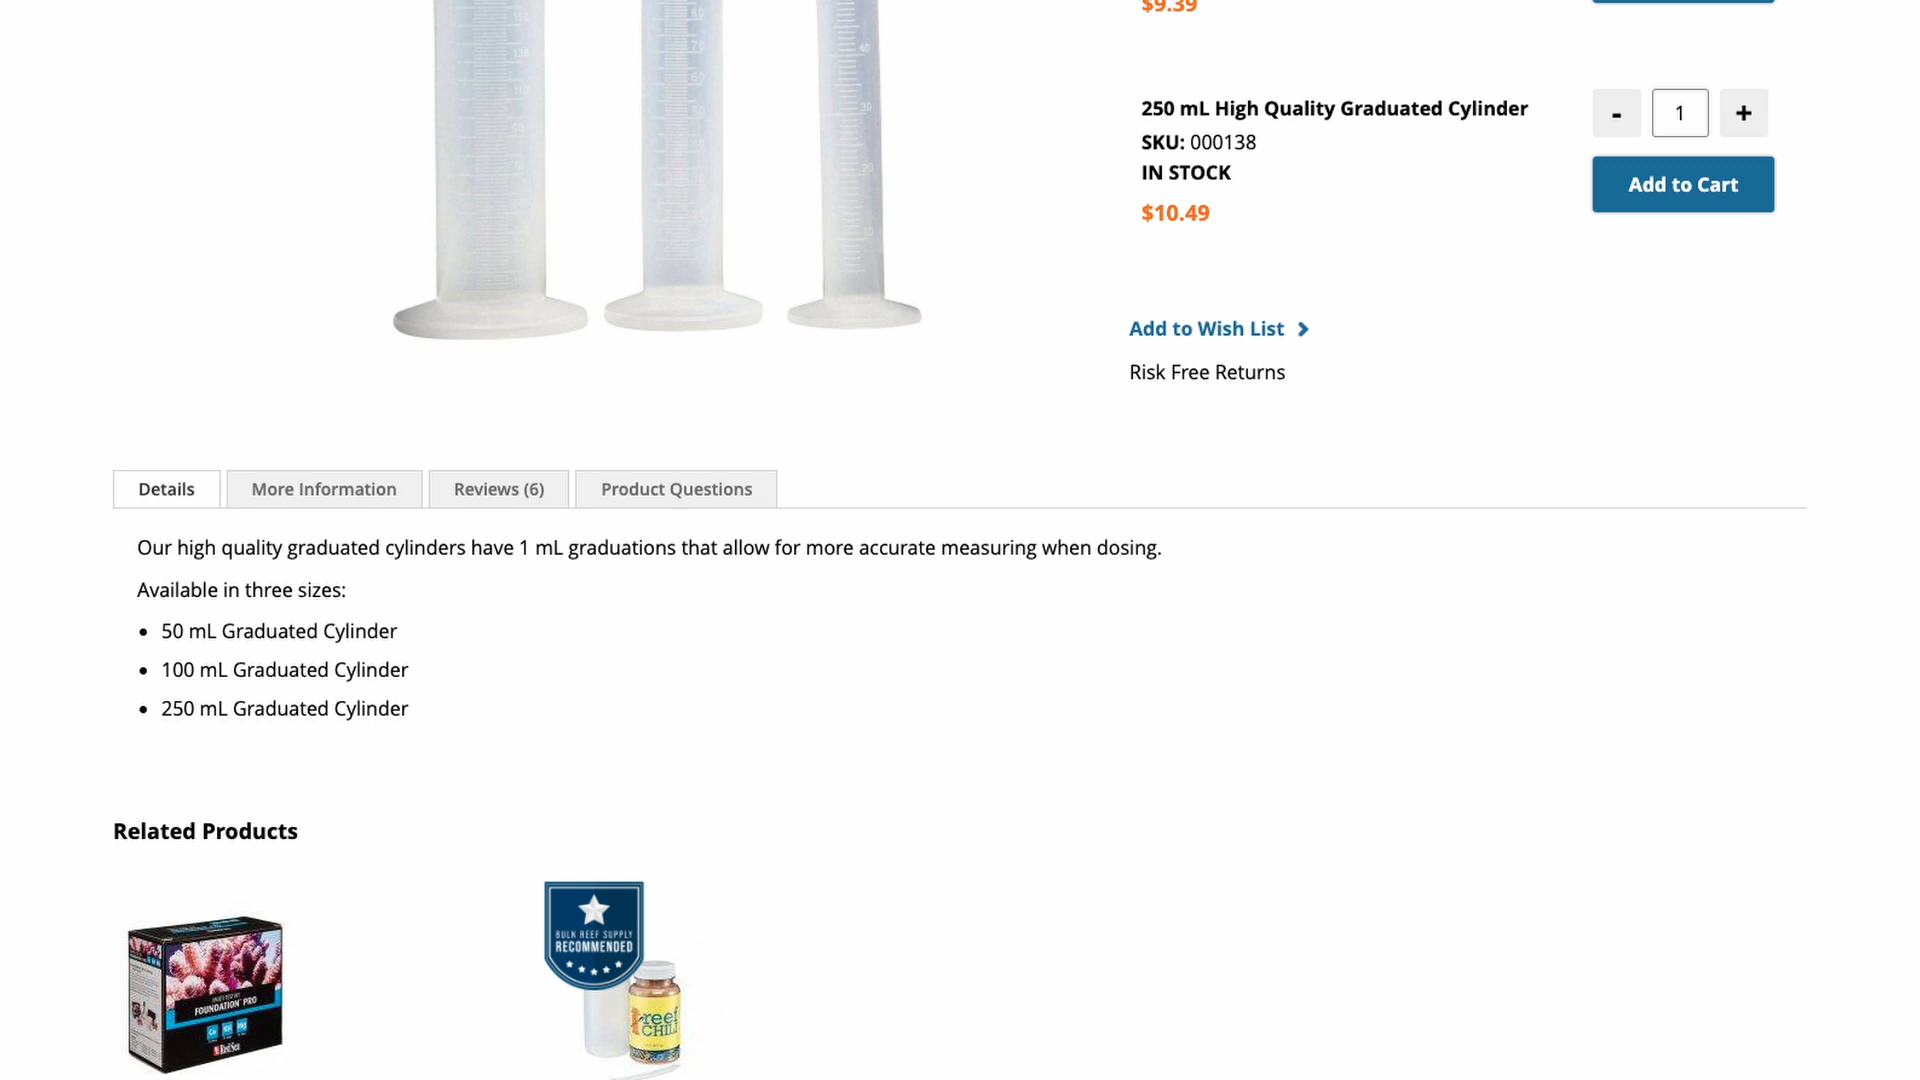 $9.39
250 mL High Quality Graduated Cylinder
SKU: 000138
IN STOCK
$10.49
- 1 +
Add to Cart
Add to Wish List
Risk Free Returns
Details More Information Reviews (6) Product Questions
Our high quality graduated cylinders have 1 mL graduations that allow for more accurate measuring when dosing.
Available in three sizes:
• 50 mL Graduated Cylinder
• 100 mL Graduated Cylinder
• 250 mL Graduated Cylinder
Related Products
BULK REEF SUPPLY
RECOMMENDED
FOUNDATION PRO
Red Sea
reef
CHILI